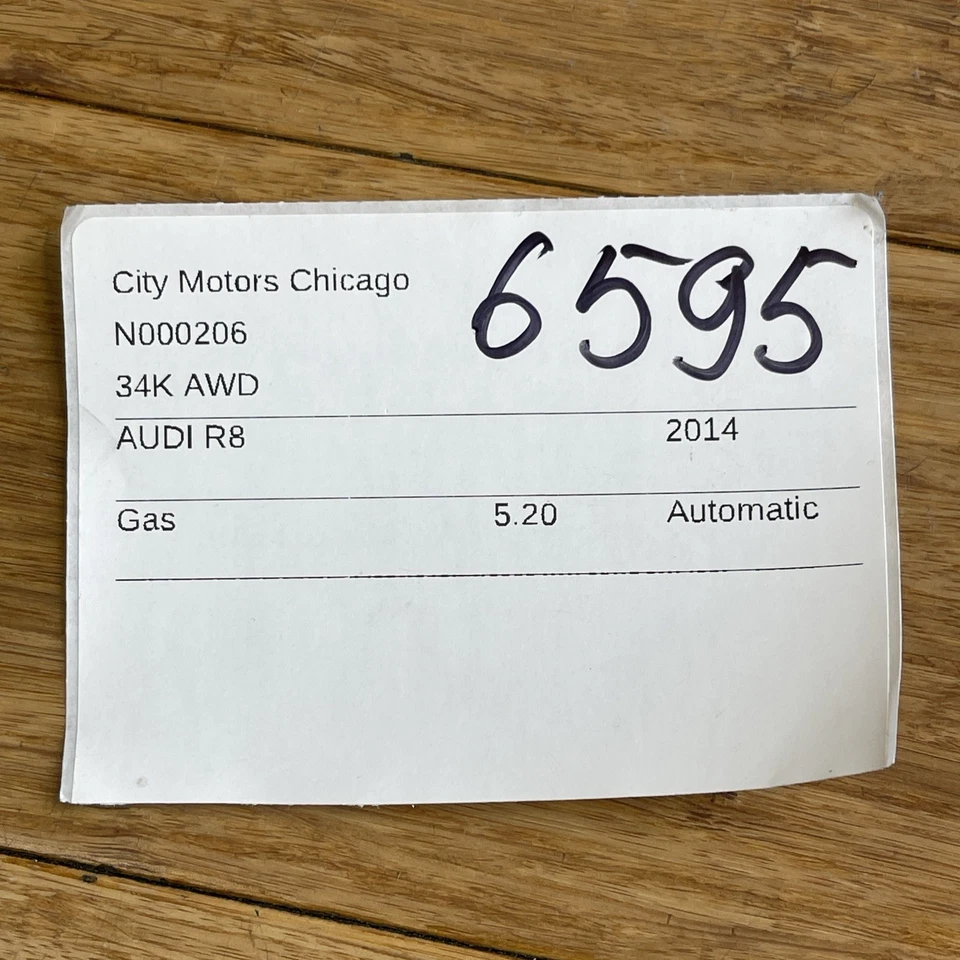 City Motors Chicago
6595
N000206
34K AWD
AUDI R8 2014
Gas 5.20 Automatic